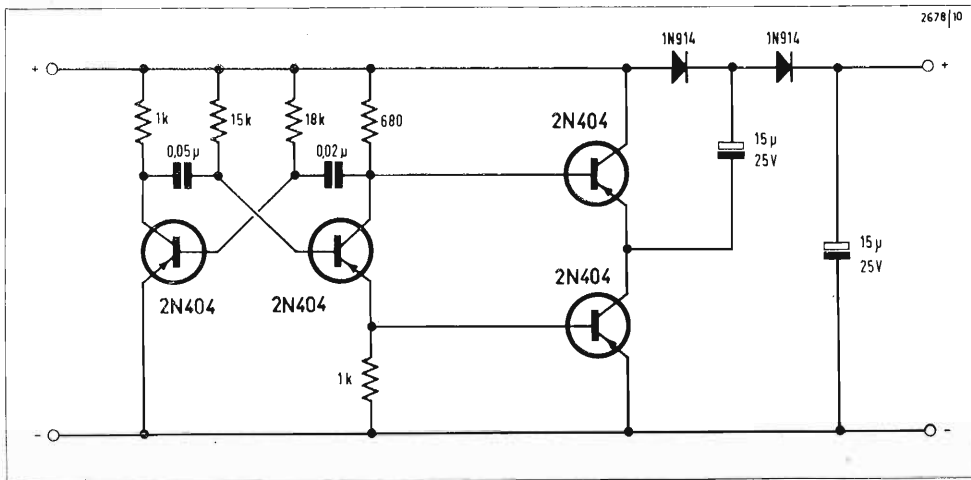 2678|10
1N914
1N914
+
+
1k
15k
18k
680
2N404
0,05µ
0,02µ
15µ
25V
15µ
25V
2N404
2N404
2N404
1k
-
-